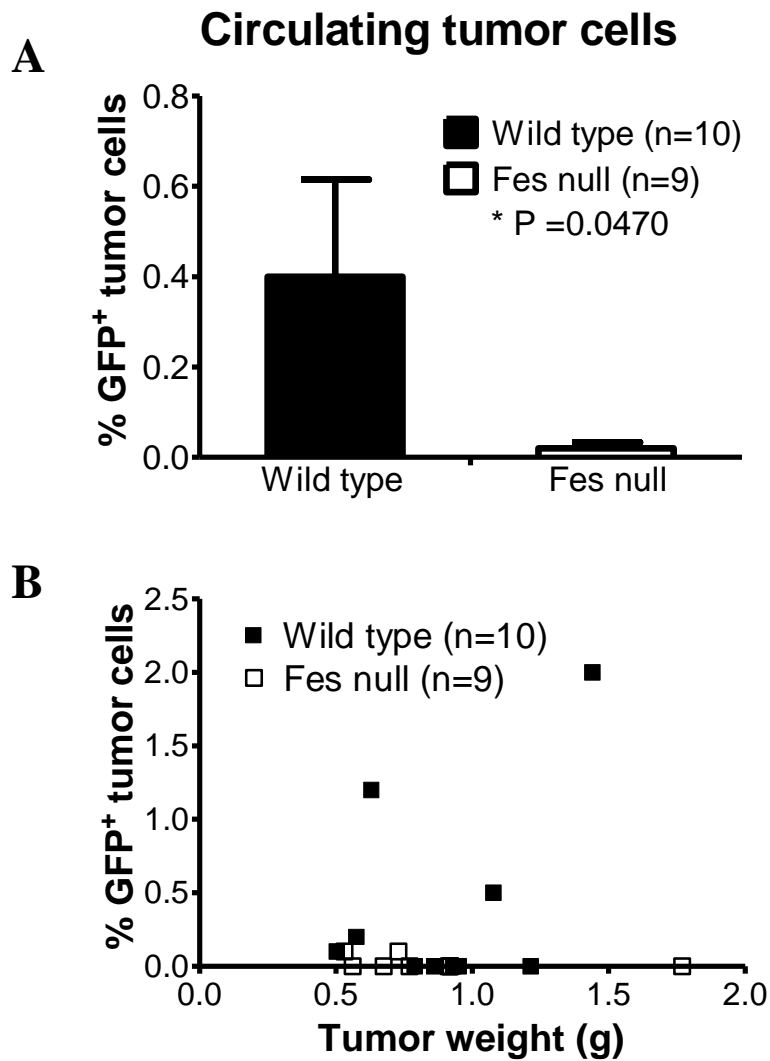 Circulating tumor cells
A
% GFP+ tumor cells
0.8
0.6
0.4
0.2
0.0
Wild type (n=10)
Fes null (n=9)
* P =0.0470
Wild type
Fes null
B
% GFP+ tumor cells
2.5
2.0
1.5
1.0
0.5
0.0
Wild type (n=10)
Fes null (n=9)
0.0 0.5 1.0 1.5 2.0
Tumor weight (g)